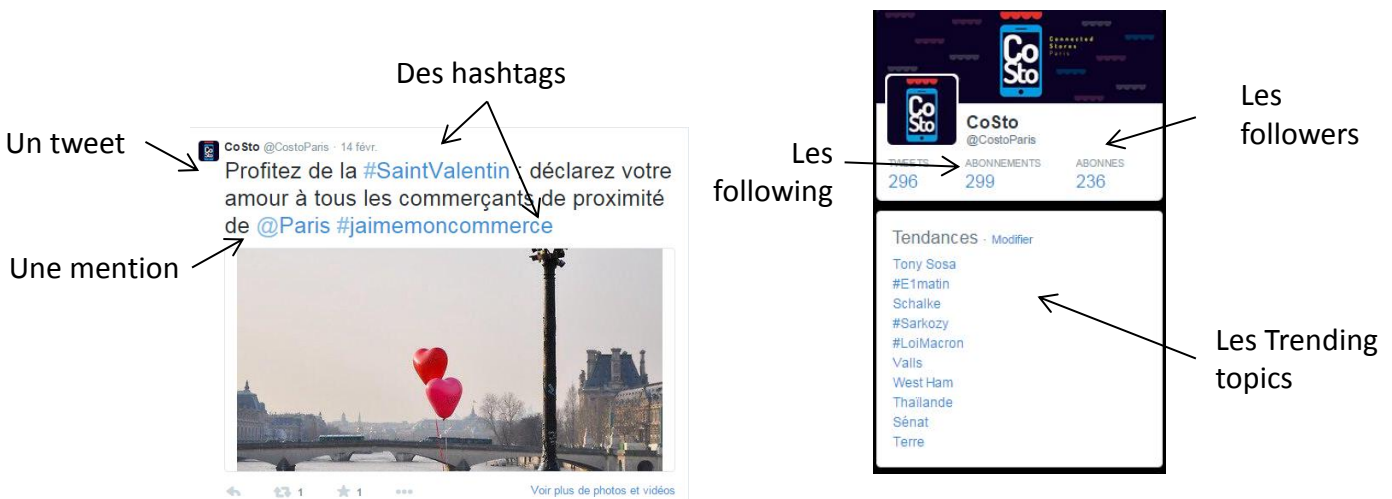 Des hashtags
Un tweet
CoSto @CostoParis · 14 févr.
Profitez de la #SaintValentin : déclarez votre
amour à tous les commerçants de proximité
de @Paris #jaimemoncommerce
Une mention
1 1
Voir plus de photos et vidéos
Co
Sto
Connected
Stores
Paris
Co
Sto
CoSto
@CostoParis
TWEETS ABONNEMENTS ABONNES
296 299 236
Les
followers
Les
following
Tendances · Modifier
Tony Sosa
#E1matin
Schalke
#Sarkozy
#LoiMacron
Valls
West Ham
Thaïlande
Sénat
Terre
Les Trending
topics